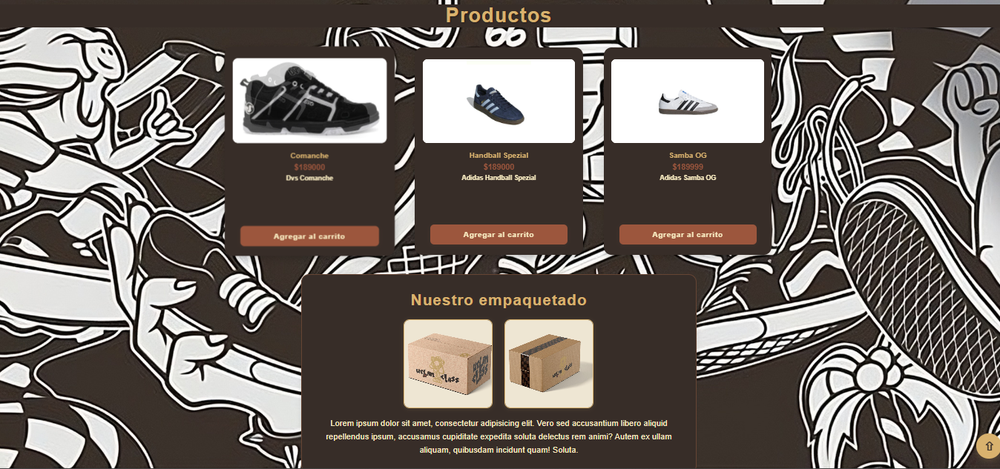 Productos
Comanche
$189000
Dvs Comanche
Agregar al carrito
Handball Spezial
$189000
Adidas Handball Spezial
Agregar al carrito
Samba OG
$189999
Adidas Samba OG
Agregar al carrito
Nuestro empaquetado
Lorem ipsum dolor sit amet, consectetur adipisicing elit. Vero sed accusantium libero aliquid
repellendus ipsum, accusamus cupiditate expedita soluta delectus rem animi? Autem ex ullam
aliquam, quibusdam incidunt quam! Soluta.